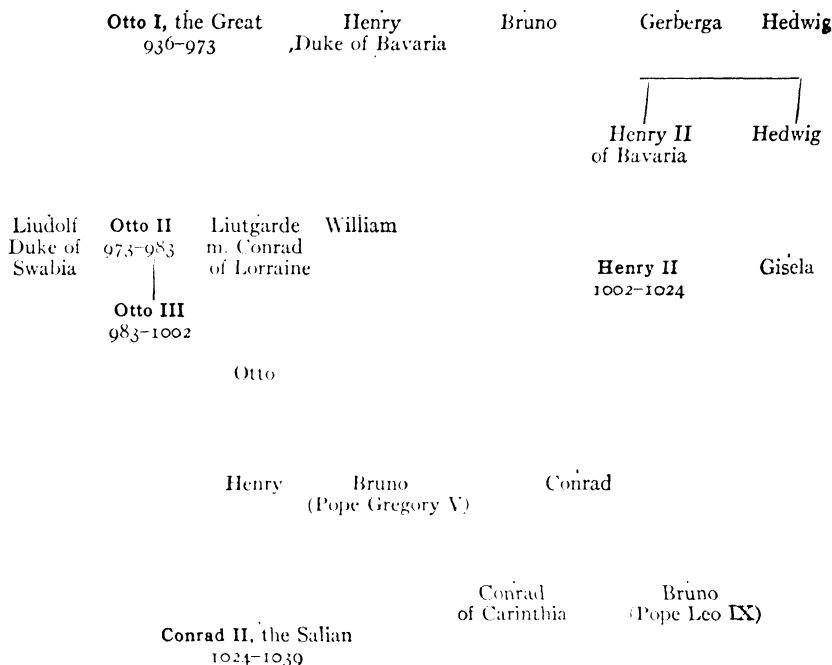 Otto I, the Great Henry Bruno Gerberga Hedwig
936–973 Duke of Bavaria
Henry II Hedwig
of Bavaria
Liudolf Otto II Liutgarde William
Duke of 973–983 m. Conrad
Swabia of Lorraine Henry II Gisela
1002–1024
Otto III
983–1002
Otto
Henry Bruno Conrad
(Pope Gregory V)
Conrad Bruno
of Carinthia (Pope Leo IX)
Conrad II, the Salian
1024–1039